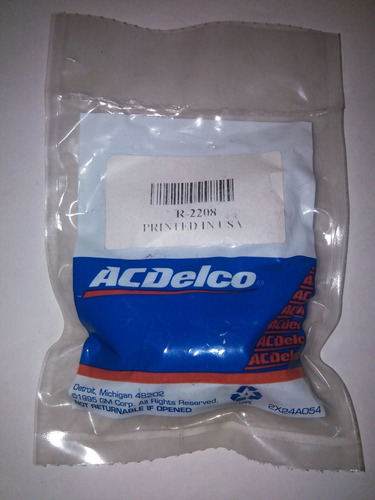 R-2208
PRINTED IN USA
ACDelco
ACDelco
ACDelco
ACDelco
Detroit, Michigan 48202
©1995 GM Corp. All Rights Reserved.
NOT RETURNABLE IF OPENED
2X24A054